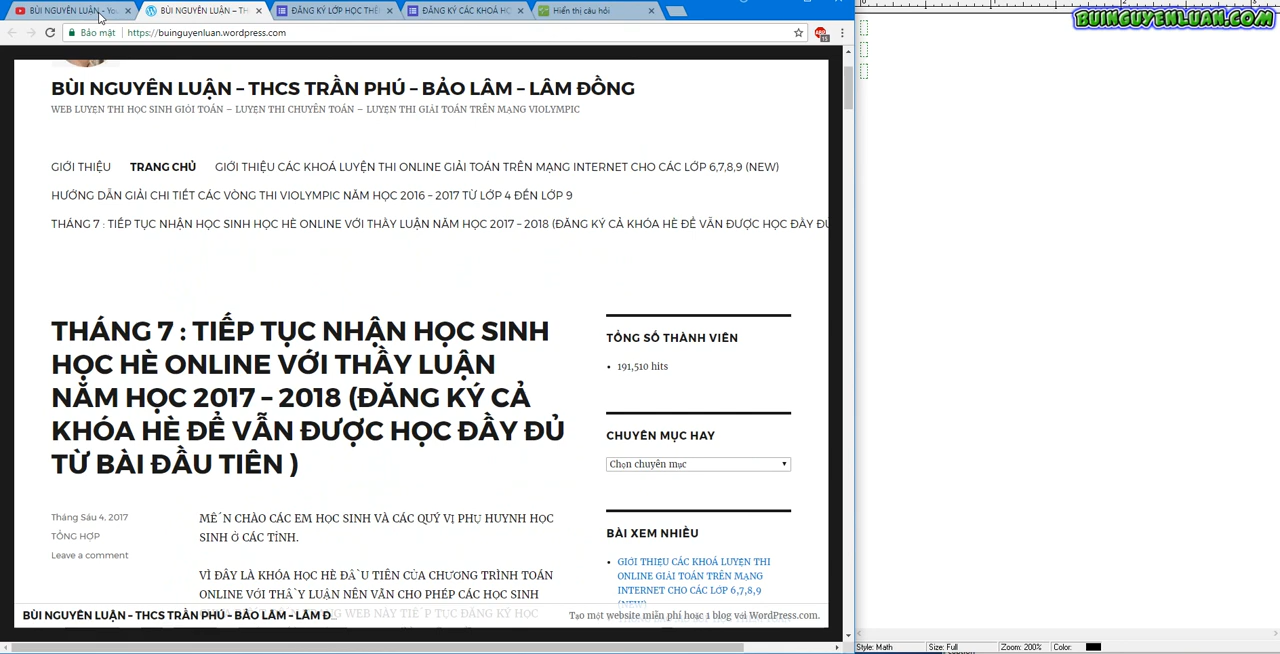 BÙI NGUYÊN LUẬN - Yo
BÙI NGUYÊN LUẬN – TH
ĐĂNG KÝ LỚP HỌC THÊ
ĐĂNG KÝ CÁC KHOÁ HỌ
Hiển thị câu hỏi
BUINGUYENLUAN.COM
Bảo mật
https://buinguyenluan.wordpress.com
BÙI NGUYÊN LUẬN – THCS TRẦN PHÚ – BẢO LÂM – LÂM ĐỒNG
WEB LUYỆN THI HỌC SINH GIỎI TOÁN – LUYỆN THI CHUYÊN TOÁN – LUYỆN THI GIẢI TOÁN TRÊN MẠNG VIOLYMPIC
GIỚI THIỆU TRANG CHỦ GIỚI THIỆU CÁC KHOÁ LUYỆN THI ONLINE GIẢI TOÁN TRÊN MẠNG INTERNET CHO CÁC LỚP 6,7,8,9 (NEW)
HƯỚNG DẪN GIẢI CHI TIẾT CÁC VÒNG THI VIOLYMPIC NĂM HỌC 2016 – 2017 TỪ LỚP 4 ĐẾN LỚP 9
THÁNG 7 : TIẾP TỤC NHẬN HỌC SINH HỌC HÈ ONLINE VỚI THẦY LUẬN NĂM HỌC 2017 – 2018 (ĐĂNG KÝ CẢ KHÓA HÈ ĐỂ VẪN ĐƯỢC HỌC ĐẦY ĐỦ
THÁNG 7 : TIẾP TỤC NHẬN HỌC SINH
HỌC HÈ ONLINE VỚI THẦY LUẬN
NĂM HỌC 2017 – 2018 (ĐĂNG KÝ CẢ
KHÓA HÈ ĐỂ VẪN ĐƯỢC HỌC ĐẦY ĐỦ
TỪ BÀI ĐẦU TIÊN )
Tháng Sáu 4, 2017
TỔNG HỢP
Leave a comment
MẾN CHÀO CÁC EM HỌC SINH VÀ CÁC QUÝ VỊ PHỤ HUYNH HỌC
SINH Ở CÁC TỈNH.
VÌ ĐÂY LÀ KHÓA HỌC HÈ ĐẦU TIÊN CỦA CHƯƠNG TRÌNH TOÁN
ONLINE VỚI THẦY LUẬN NÊN VẪN CHO PHÉP CÁC HỌC SINH
TỔNG SỐ THÀNH VIÊN
191,510 hits
CHUYÊN MỤC HAY
Chọn chuyên mục
BÀI XEM NHIỀU
GIỚI THIỆU CÁC KHOÁ LUYỆN THI
ONLINE GIẢI TOÁN TRÊN MẠNG
INTERNET CHO CÁC LỚP 6,7,8,9
(NEW)
BÙI NGUYÊN LUẬN – THCS TRẦN PHÚ – BẢO LÂM – LÂM Đ
WEB NÀY TIẾP TỤC ĐĂNG KÝ HỌC
Tạo một website miễn phí hoặc 1 blog với WordPress.com.
Style: Math Size: Full Zoom: 200% Color: